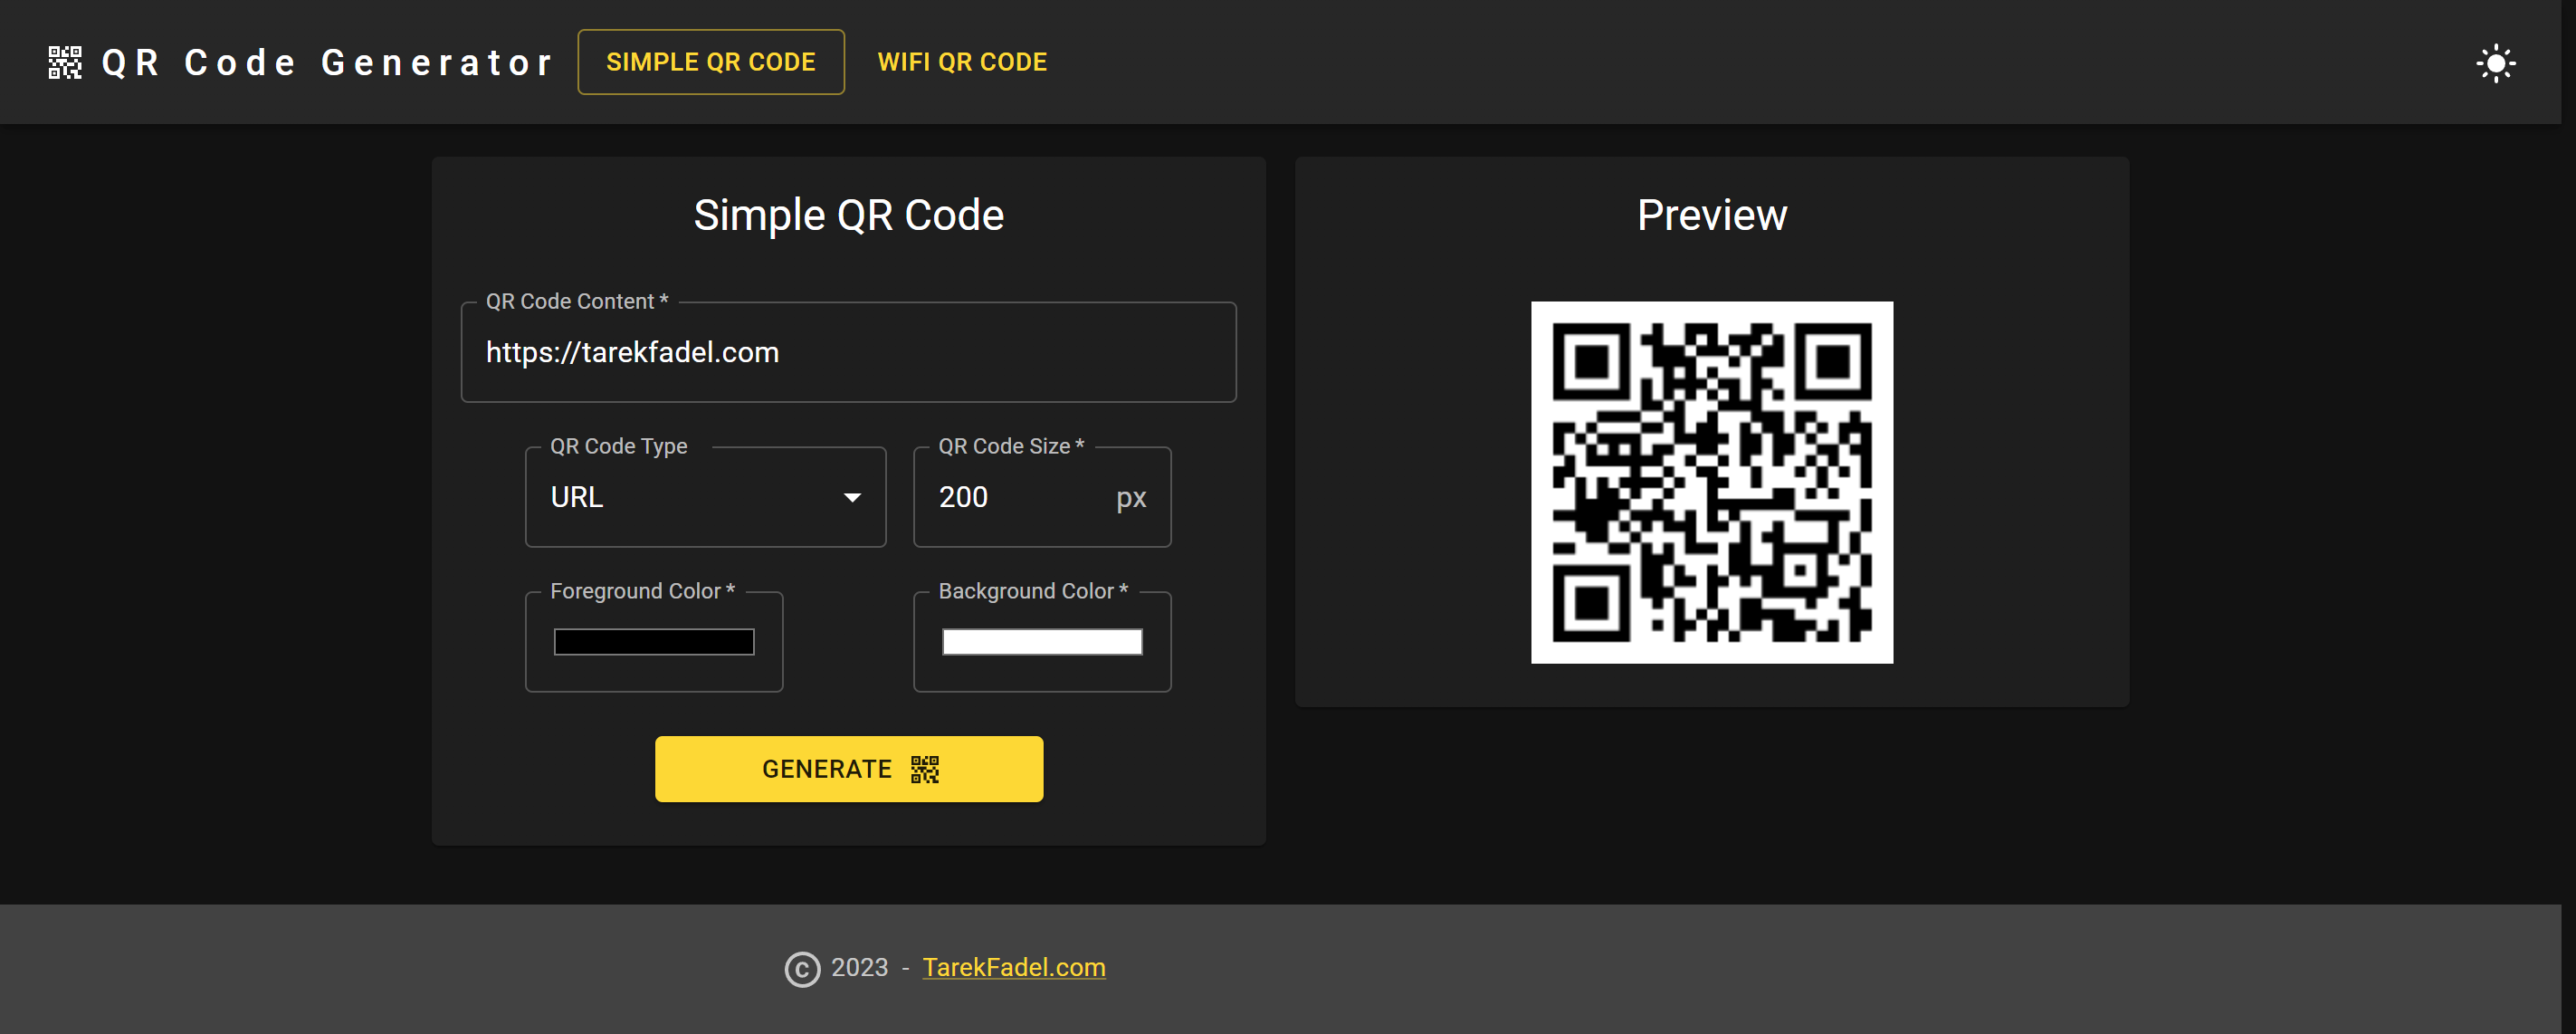 QR Code Generator SIMPLE QR CODE WIFI QR CODE
Simple QR Code
QR Code Content *
https://tarekfadel.com
QR Code Type
URL
QR Code Size *
200 px
Foreground Color *
Background Color *
GENERATE
Preview
© 2023 - TarekFadel.com